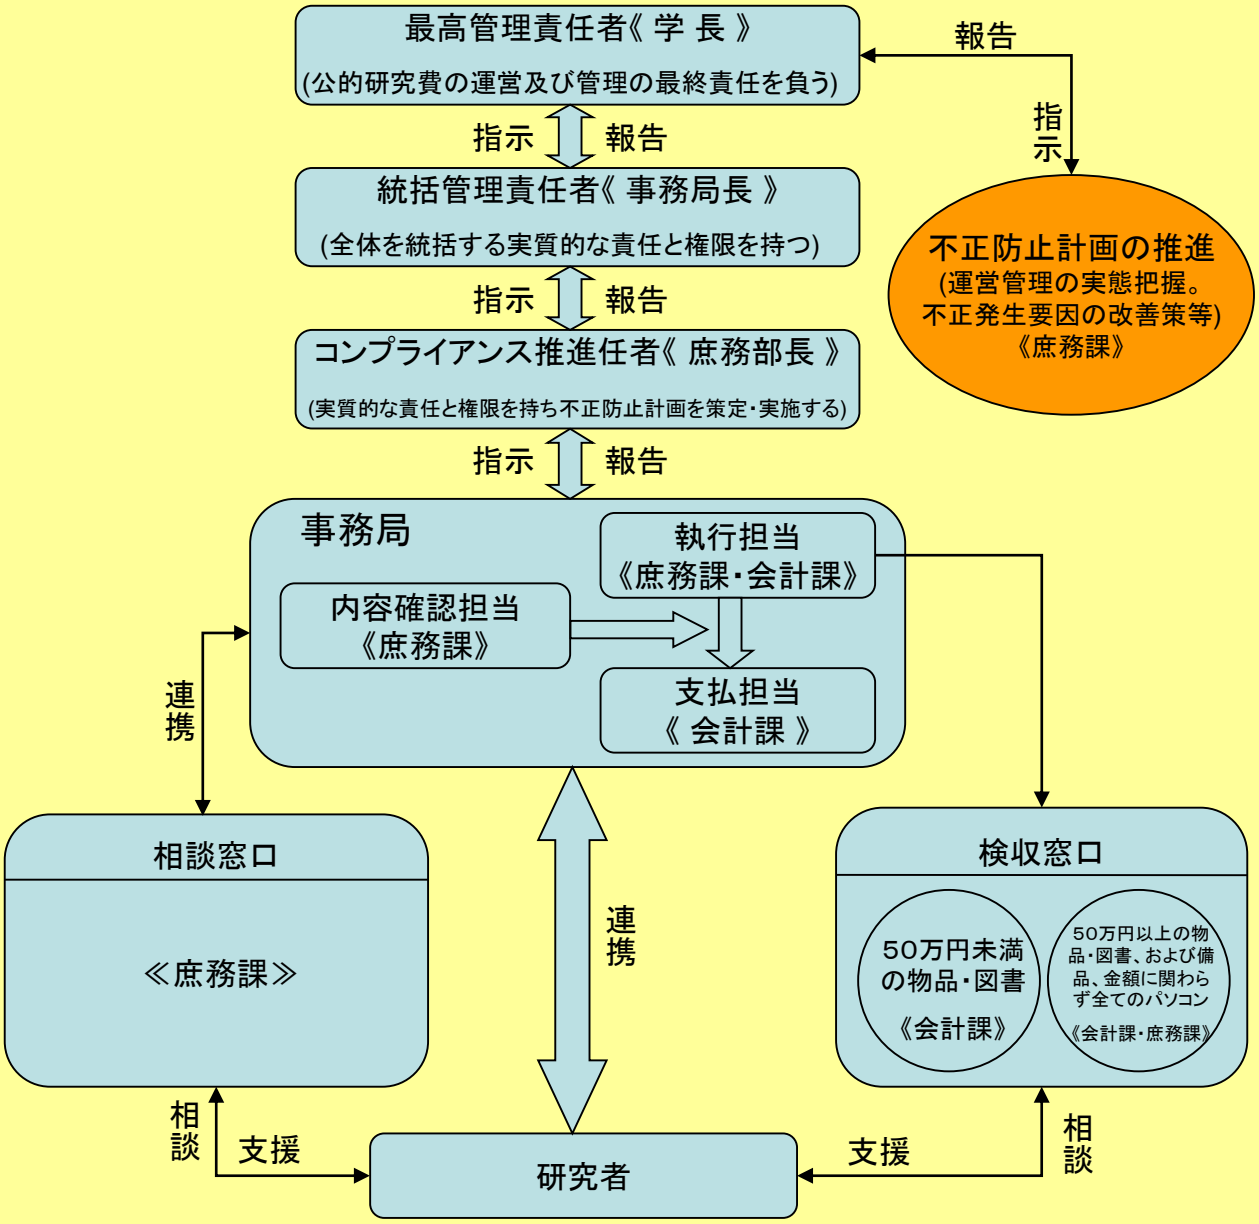 最高管理責任者《 学 長 》
(公的研究費の運営及び管理の最終責任を負う)
報告
指示
指示 報告
統括管理責任者《 事務局長 》
(全体を統括する実質的な責任と権限を持つ)
不正防止計画の推進
(運営管理の実態把握。
不正発生要因の改善策等)
《庶務課》
指示 報告
コンプライアンス推進任者《 庶務部長 》
(実質的な責任と権限を持ち不正防止計画を策定・実施する)
指示 報告
事務局
執行担当
《庶務課・会計課》
内容確認担当
《庶務課》
支払担当
《 会計課 》
連携
相談窓口
≪庶務課≫
連携
検収窓口
50万円未満
の物品・図書
《会計課》
50万円以上の物
品・図書、および備
品、金額に関わら
ず全てのパソコン
《会計課・庶務課》
相談
支援
研究者
支援
相談